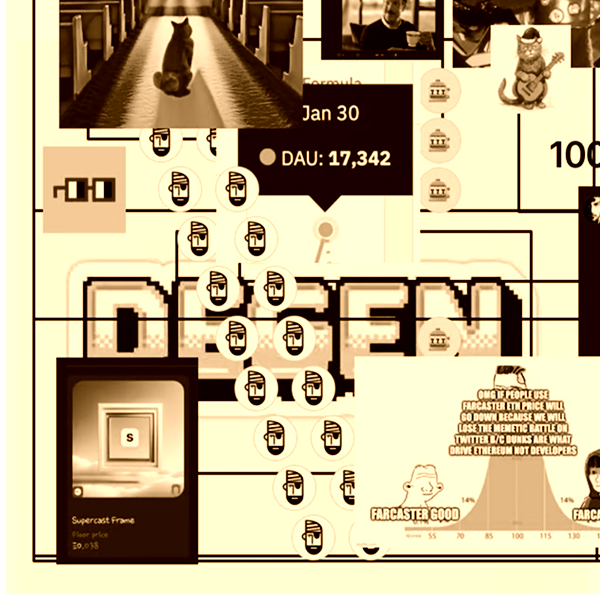 Formula
Jan 30
DAU: 17,342
100
DEGEN
OMG IF PEOPLE USE
FARCASTER ETH PRICE WILL
GO DOWN BECAUSE WE WILL
LOSE THE MEMETIC BATTLE ON
TWITTER B/C DUNKS ARE WHAT
DRIVE ETHEREUM NOT DEVELOPERS
S
14%
14%
FARCASTER GOOD
FARCA
55
70
85
100
115
130
Supercast Frame
Floor price
Ξ0.038